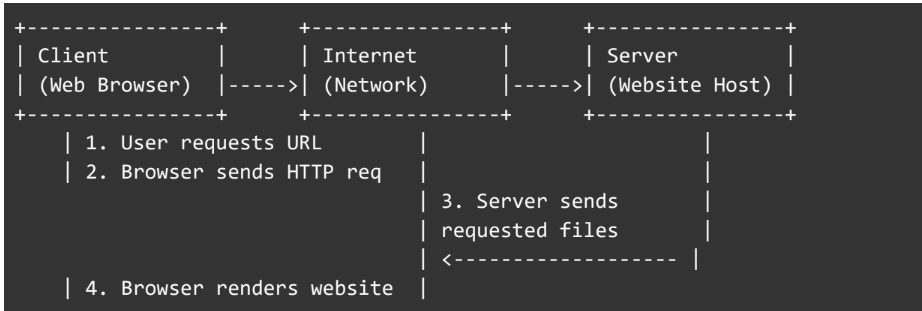 +----------------+      +----------------+      +----------------+
| Client         |      | Internet       |      | Server         |
| (Web Browser)  |----->| (Network)      |----->| (Website Host) |
+----------------+      +----------------+      +----------------+
    | 1. User requests URL        |                       |
    | 2. Browser sends HTTP req   |                       |
                                  | 3. Server sends       |
                                  | requested files       |
                                  | <------------------- |
    | 4. Browser renders website  |